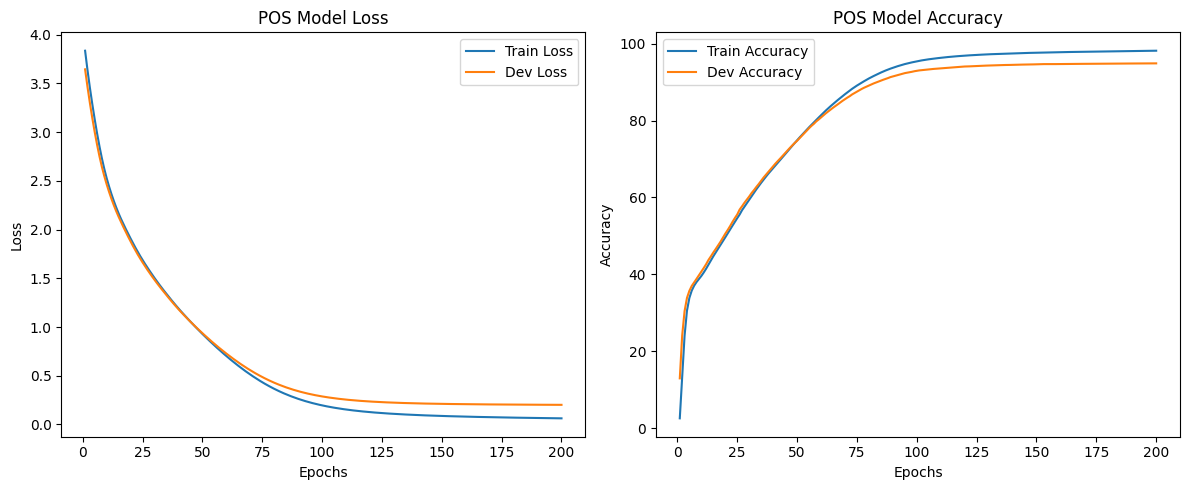 POS Model Loss
Train Loss
Dev Loss
4.0
3.5
3.0
2.5
2.0
1.5
1.0
0.5
0.0
Loss
0 25 50 75 100 125 150 175 200
Epochs
POS Model Accuracy
Train Accuracy
Dev Accuracy
100
80
60
40
20
0
Accuracy
0 25 50 75 100 125 150 175 200
Epochs